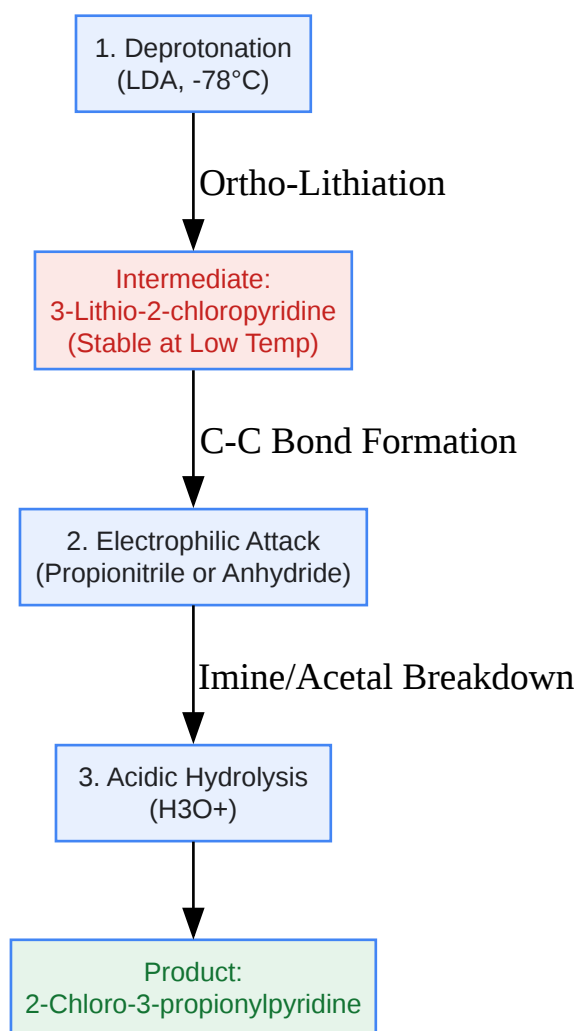 1. Deprotonation
(LDA, -78°C)
Ortho-Lithiation
Intermediate:
3-Lithio-2-chloropyridine
(Stable at Low Temp)
C-C Bond Formation
2. Electrophilic Attack
(Propionitrile or Anhydride)
Imine/Acetal Breakdown
3. Acidic Hydrolysis
(H3O+)
Product:
2-Chloro-3-propionylpyridine